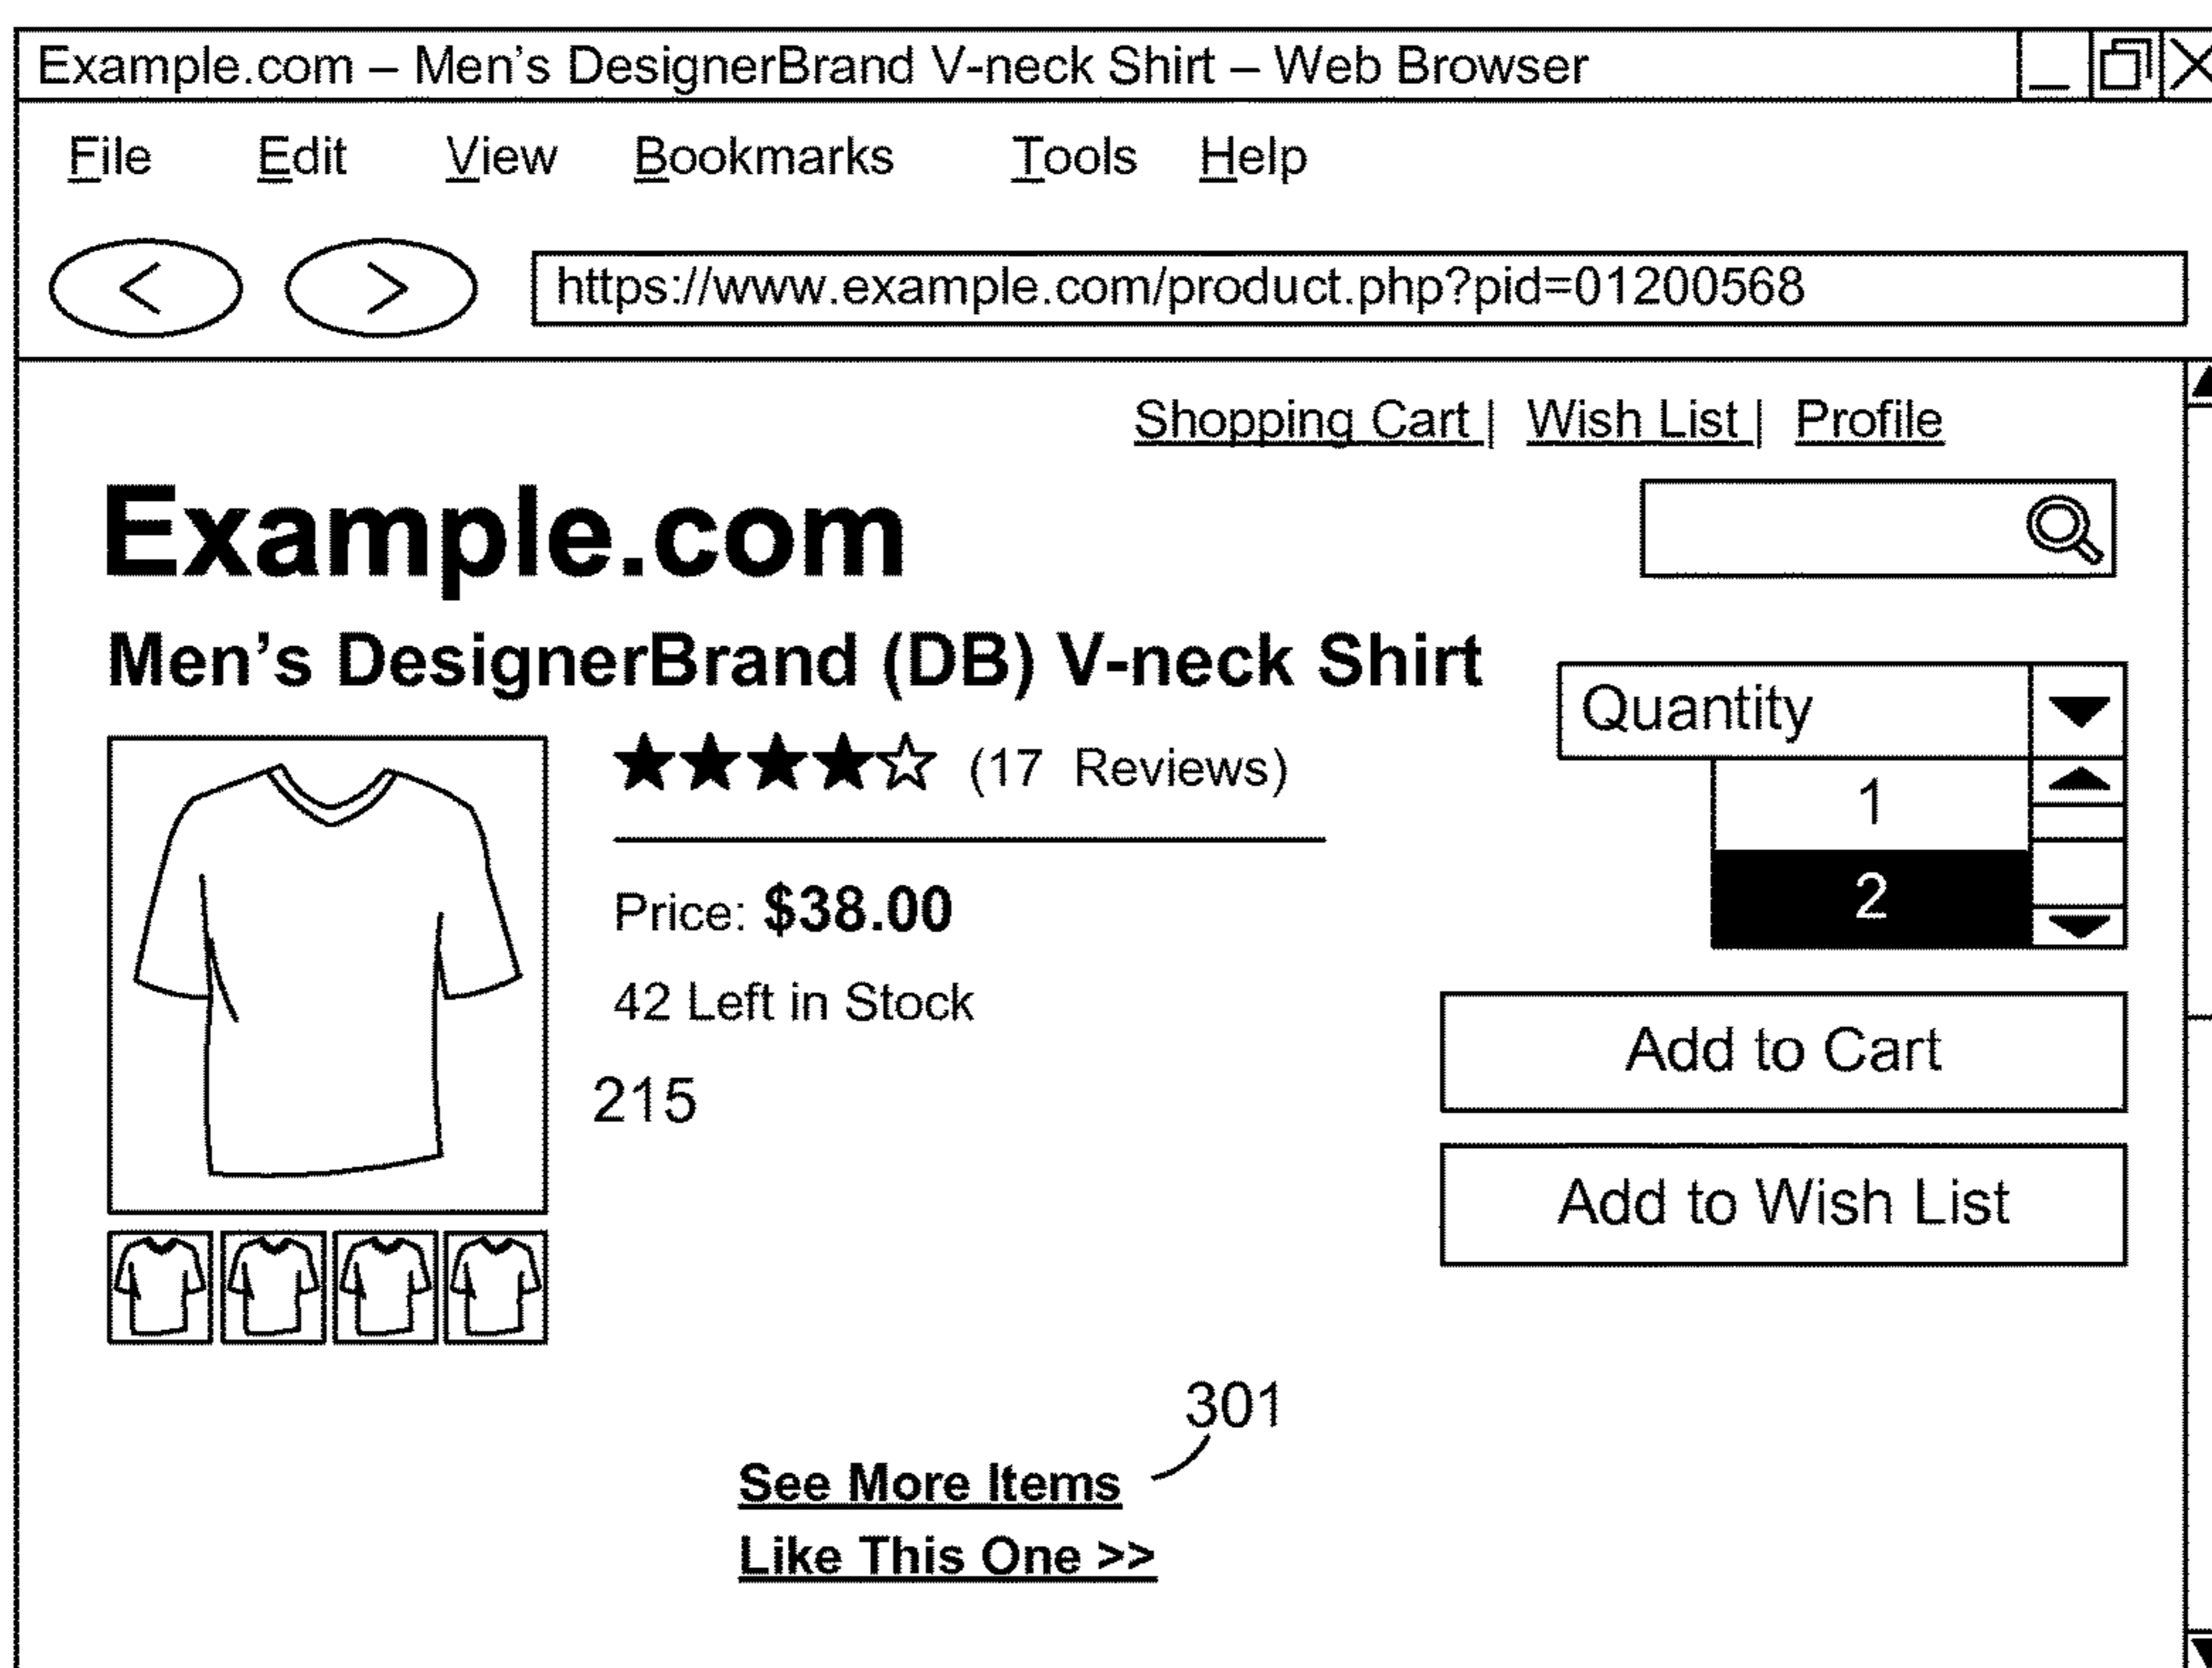 Example.com – Men's DesignerBrand V-neck Shirt – Web Browser
File Edit View Bookmarks Tools Help
< > https://www.example.com/product.php?pid=01200568
Shopping Cart | Wish List | Profile
Example.com
Men's DesignerBrand (DB) V-neck Shirt
Quantity
1
2
★★★★☆ (17 Reviews)
Price: $38.00
42 Left in Stock
215
Add to Cart
Add to Wish List
301
See More Items
Like This One >>